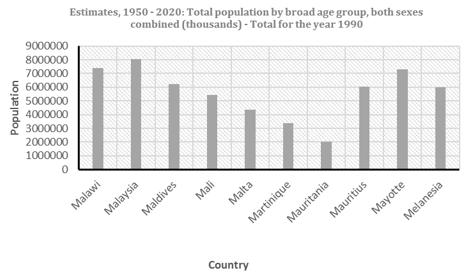 Estimates, 1950 - 2020: Total population by broad age group, both sexes
combined (thousands) - Total for the year 1990
Population
9000000
8000000
7000000
6000000
5000000
4000000
3000000
2000000
1000000
0
Malawi
Malaysia
Maldives
Mali
Malta
Martinique
Mauritania
Mauritius
Mayotte
Melanesia
Country